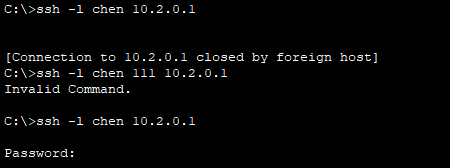 C:\>ssh -l chen 10.2.0.1
[Connection to 10.2.0.1 closed by foreign host]
C:\>ssh -l chen 111 10.2.0.1
Invalid Command.
C:\>ssh -l chen 10.2.0.1
Password: